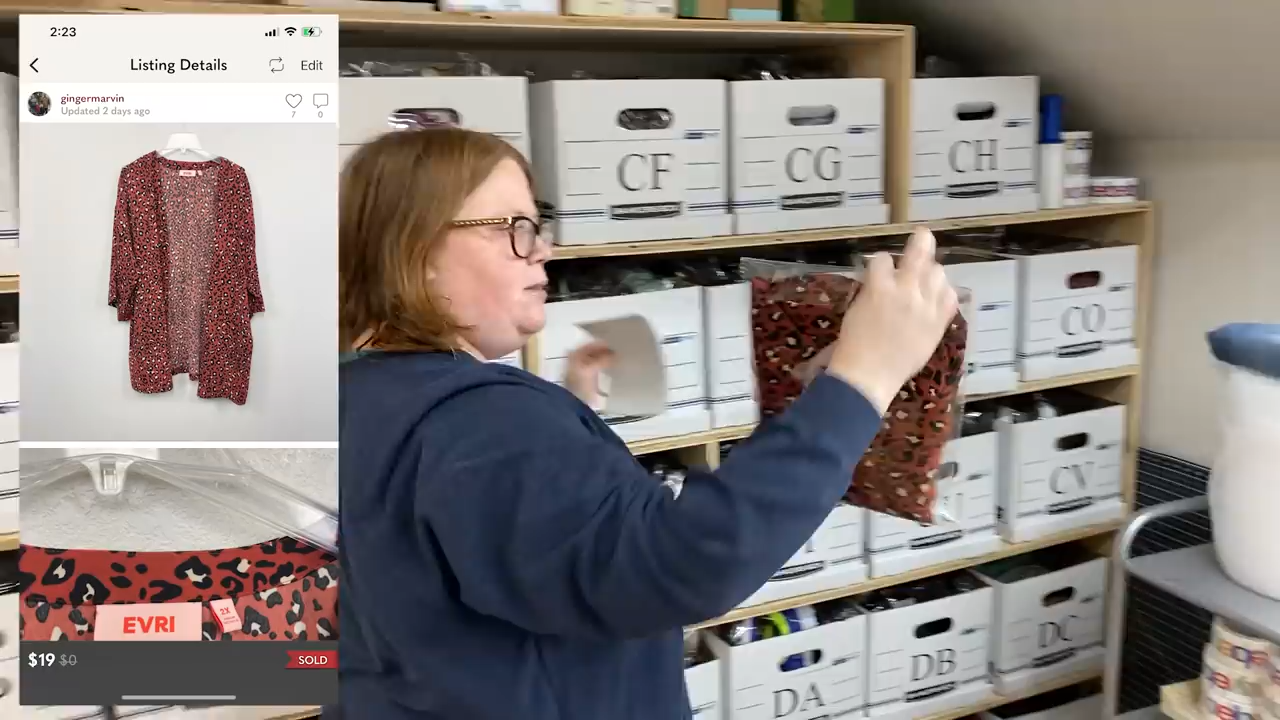 2:23
Listing Details
Edit
gingermarvin
Updated 2 days ago
7
0
EVRI
2X
$19 $0
SOLD
CF
CG
CH
CO
CV
DA
DB
DC